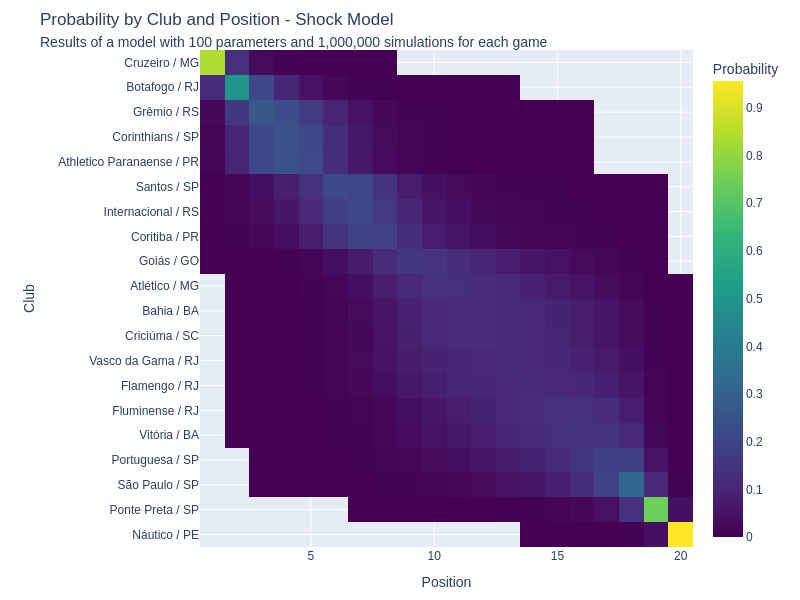 Probability by Club and Position - Shock Model
Results of a model with 100 parameters and 1,000,000 simulations for each game
Probability
Club
Cruzeiro / MG
Botafogo / RJ
Grêmio / RS
Corinthians / SP
Athletico Paranaense / PR
Santos / SP
Internacional / RS
Coritiba / PR
Goiás / GO
Atlético / MG
Bahia / BA
Criciúma / SC
Vasco da Gama / RJ
Flamengo / RJ
Fluminense / RJ
Vitória / BA
Portuguesa / SP
São Paulo / SP
Ponte Preta / SP
Náutico / PE
5 10 15 20
Position
0.9
0.8
0.7
0.6
0.5
0.4
0.3
0.2
0.1
0